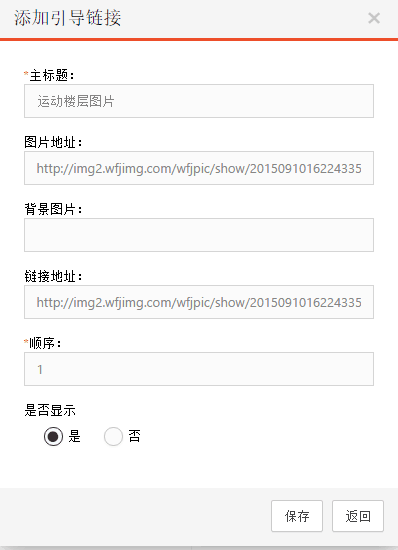 添加引导链接
×
*主标题：
运动楼层图片
图片地址：
http://img2.wfjimg.com/wfjpic/show/2015091016224335
背景图片：
链接地址：
http://img2.wfjimg.com/wfjpic/show/2015091016224335
*顺序：
1
是否显示
是 否
保存 返回